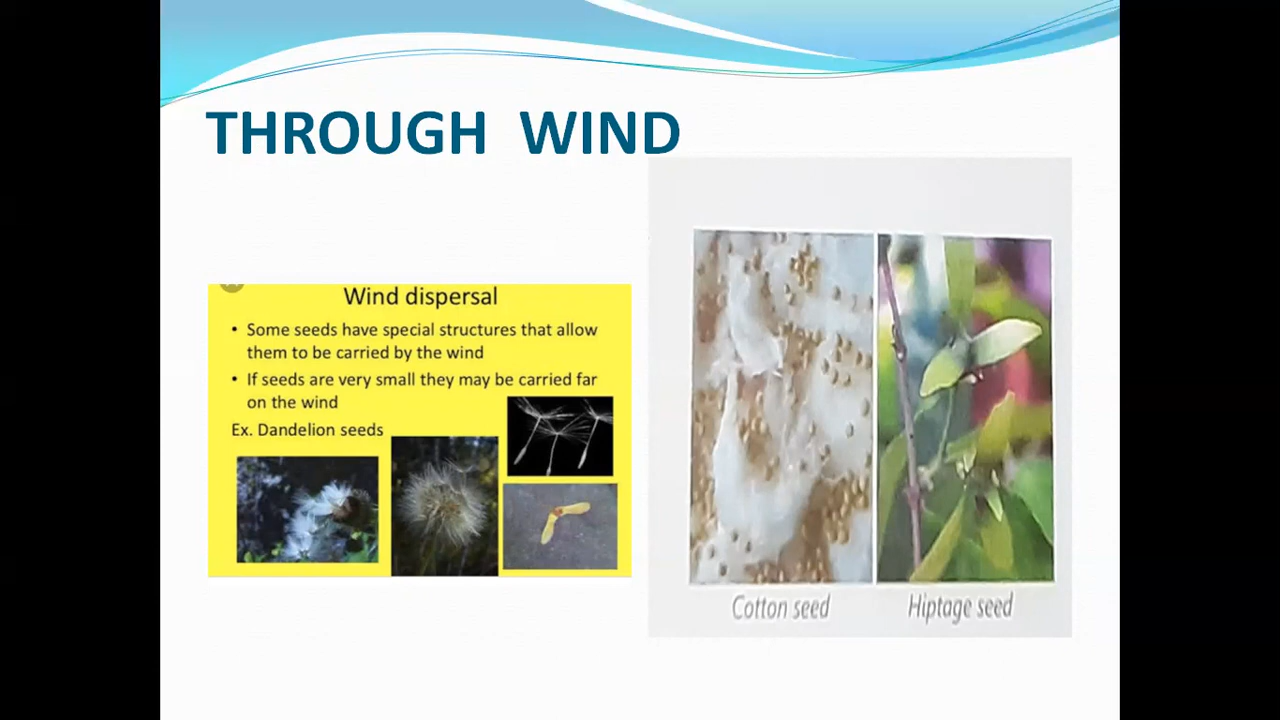 THROUGH WIND
Wind dispersal
• Some seeds have special structures that allow
them to be carried by the wind
• If seeds are very small they may be carried far
on the wind
Ex. Dandelion seeds
Cotton seed
Hiptage seed